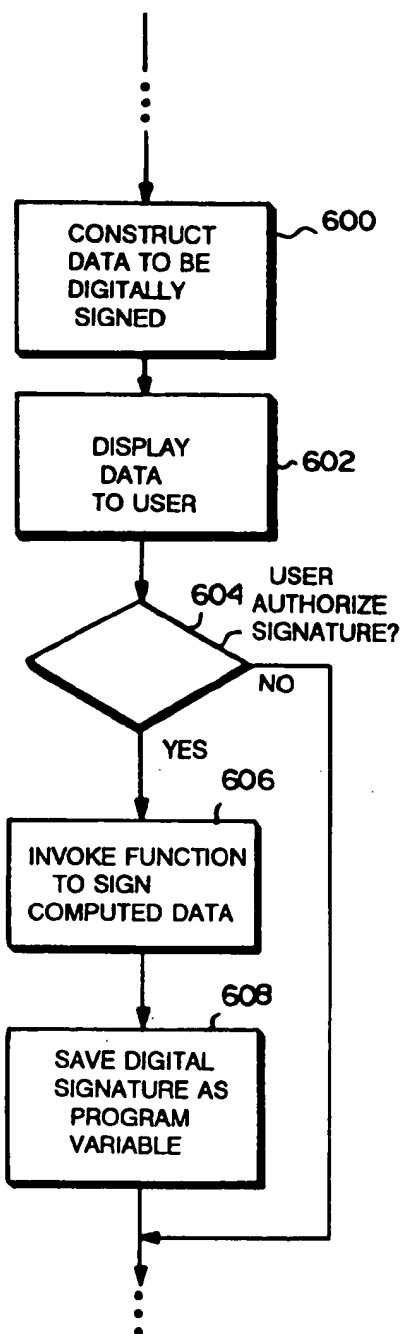 600
CONSTRUCT
DATA TO BE
DIGITALLY
SIGNED
DISPLAY
DATA
TO USER
602
604
USER
AUTHORIZE
SIGNATURE?
NO
YES
606
INVOKE FUNCTION
TO SIGN
COMPUTED DATA
608
SAVE DIGITAL
SIGNATURE AS
PROGRAM
VARIABLE